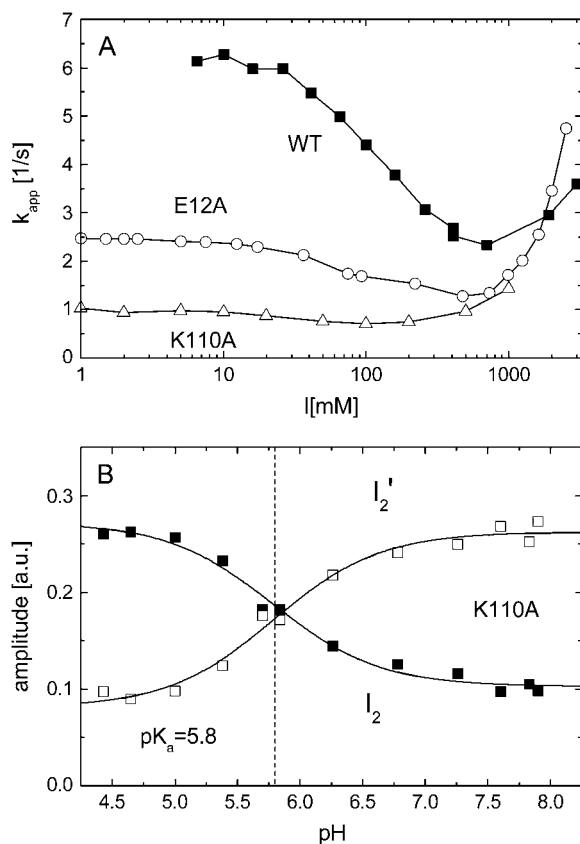 A
7
6
5
4
3
2
1
0
k_app [1/s]
WT
E12A
K110A
1 10 100 1000
I[mM]
B
0.3
0.2
0.1
0.0
amplitude [a.u.]
I₂'
K110A
I₂
pK_a=5.8
4.5 5.0 5.5 6.0 6.5 7.0 7.5 8.0
pH